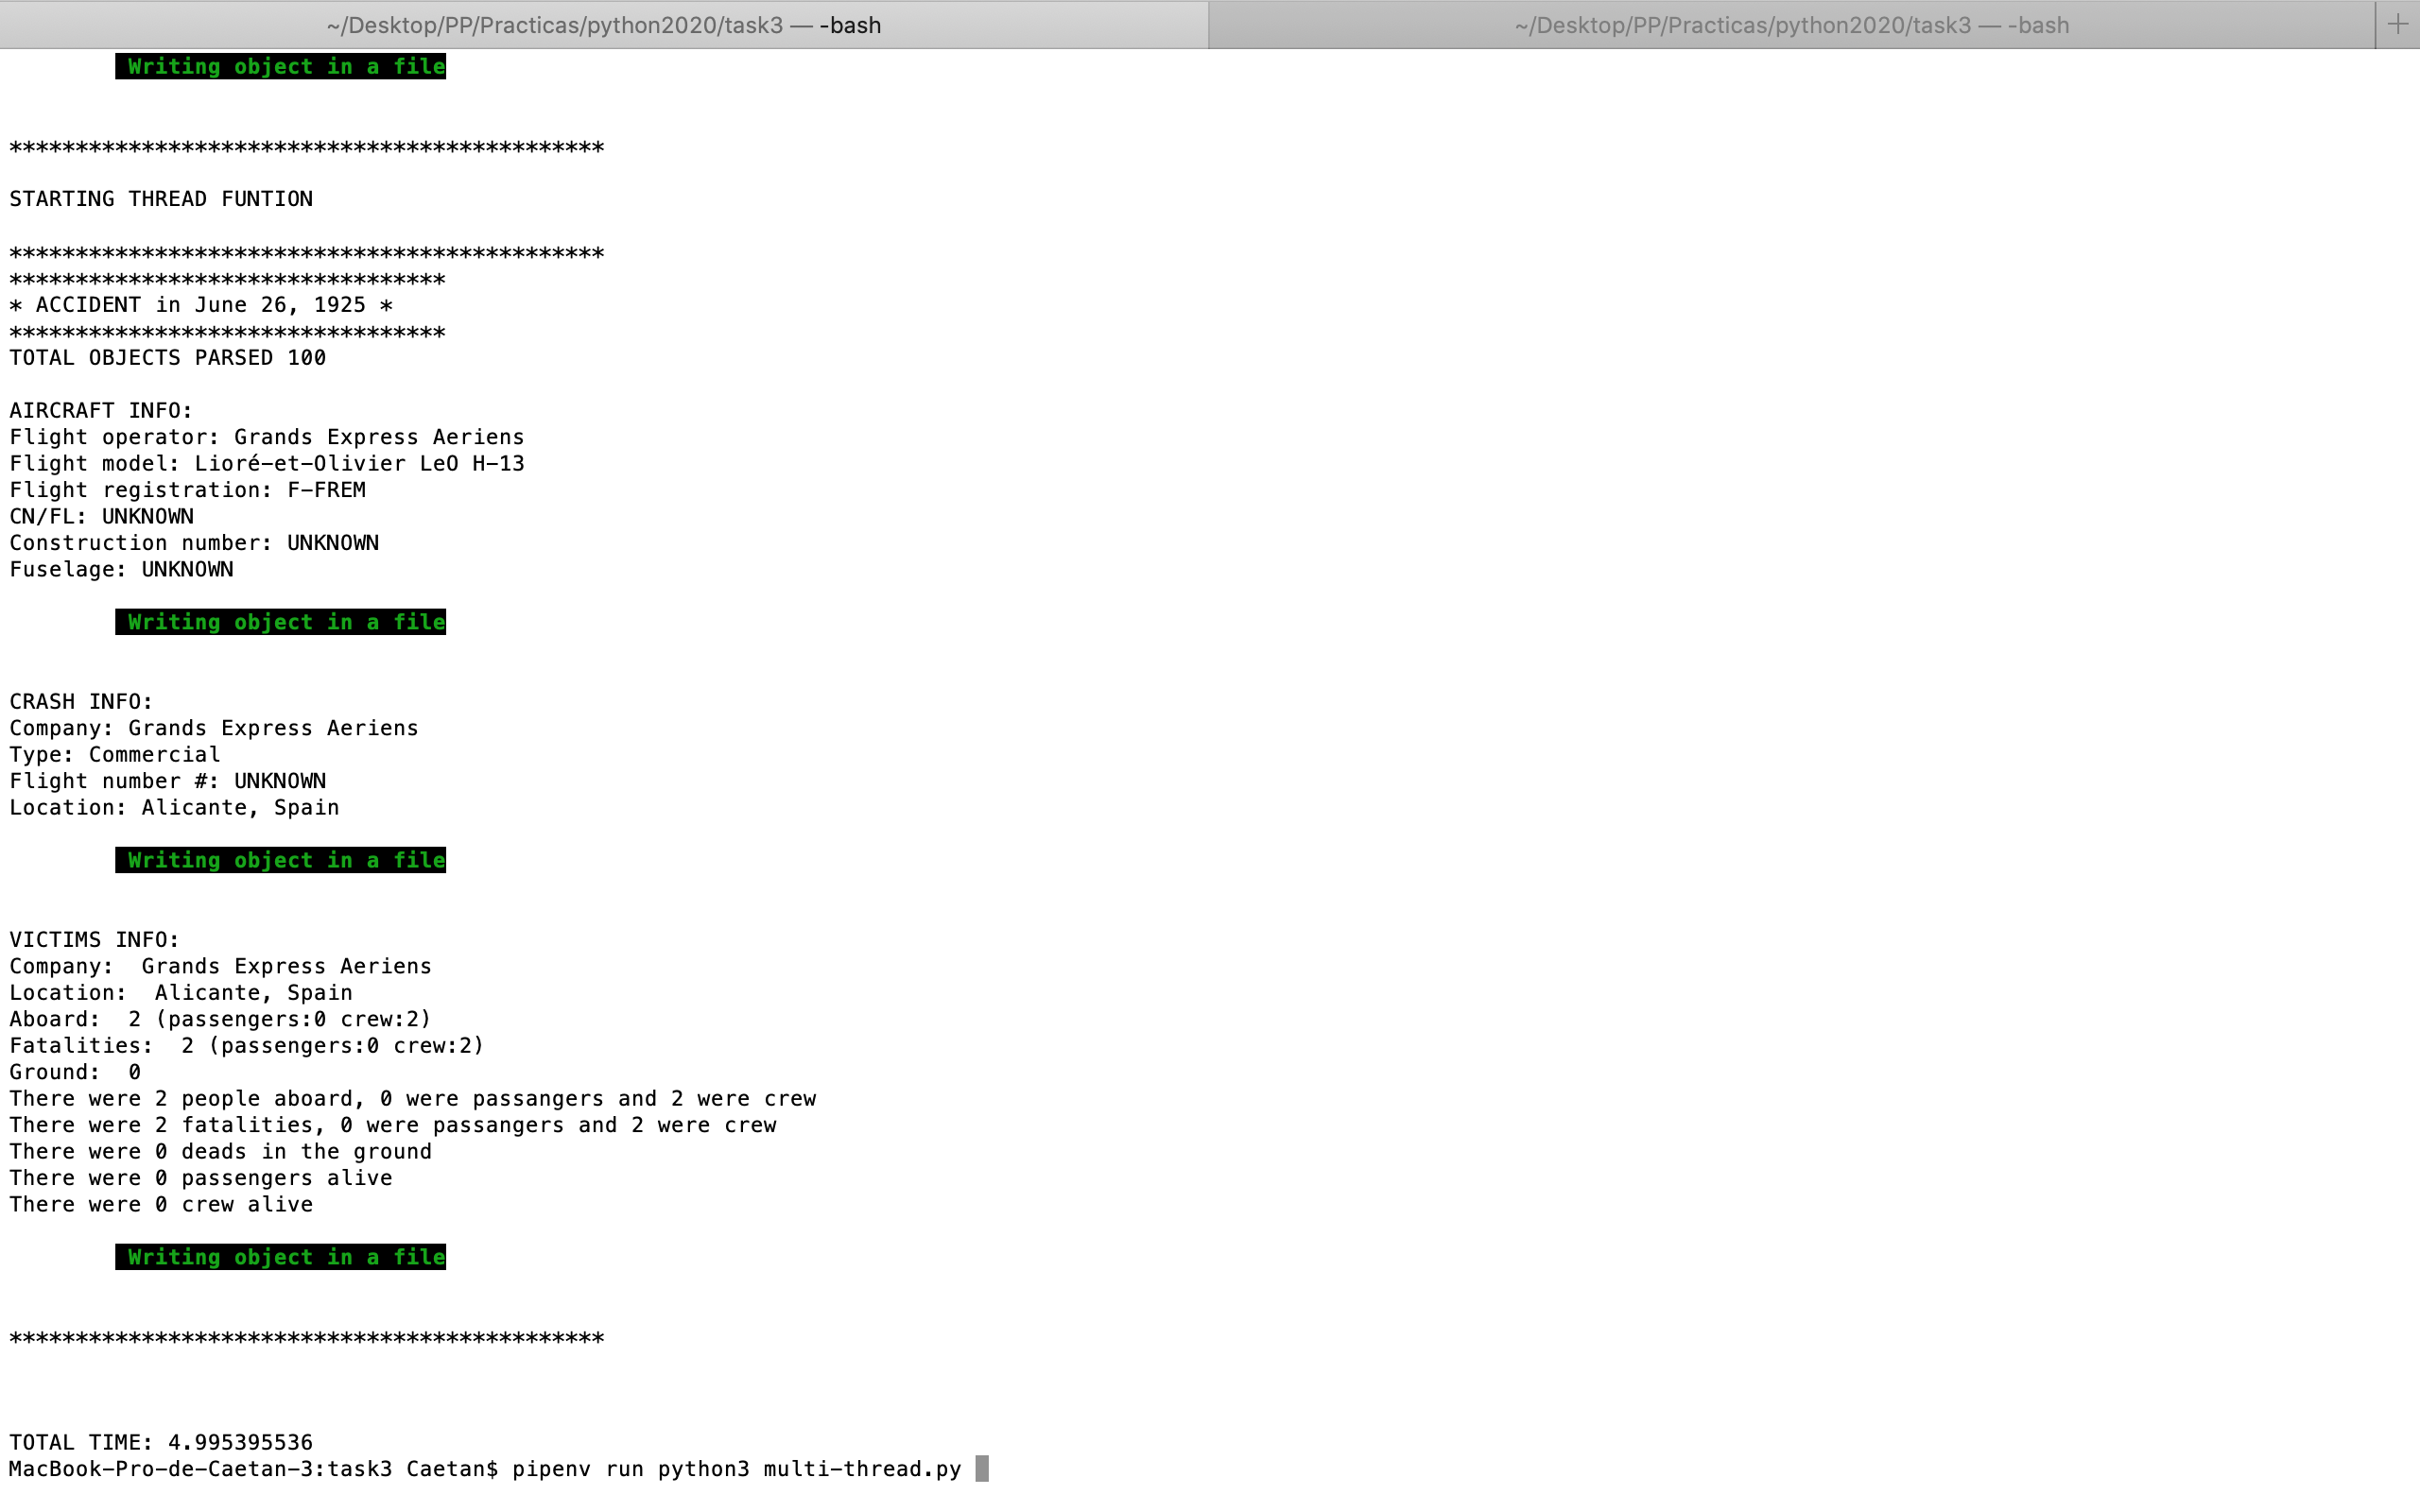 ~/Desktop/PP/Practicas/python2020/task3 — -bash
~/Desktop/PP/Practicas/python2020/task3 — -bash
+
Writing object in a file
*********************************************
STARTING THREAD FUNTION
*********************************************
*********************************
* ACCIDENT in June 26, 1925 *
*********************************
TOTAL OBJECTS PARSED 100
AIRCRAFT INFO:
Flight operator: Grands Express Aeriens
Flight model: Lioré-et-Olivier LeO H-13
Flight registration: F-FREM
CN/FL: UNKNOWN
Construction number: UNKNOWN
Fuselage: UNKNOWN
Writing object in a file
CRASH INFO:
Company: Grands Express Aeriens
Type: Commercial
Flight number #: UNKNOWN
Location: Alicante, Spain
Writing object in a file
VICTIMS INFO:
Company:  Grands Express Aeriens
Location:  Alicante, Spain
Aboard:  2 (passengers:0 crew:2)
Fatalities:  2 (passengers:0 crew:2)
Ground:  0
There were 2 people aboard, 0 were passangers and 2 were crew
There were 2 fatalities, 0 were passangers and 2 were crew
There were 0 deads in the ground
There were 0 passengers alive
There were 0 crew alive
Writing object in a file
*********************************************
TOTAL TIME: 4.995395536
MacBook-Pro-de-Caetan-3:task3 Caetan$ pipenv run python3 multi-thread.py